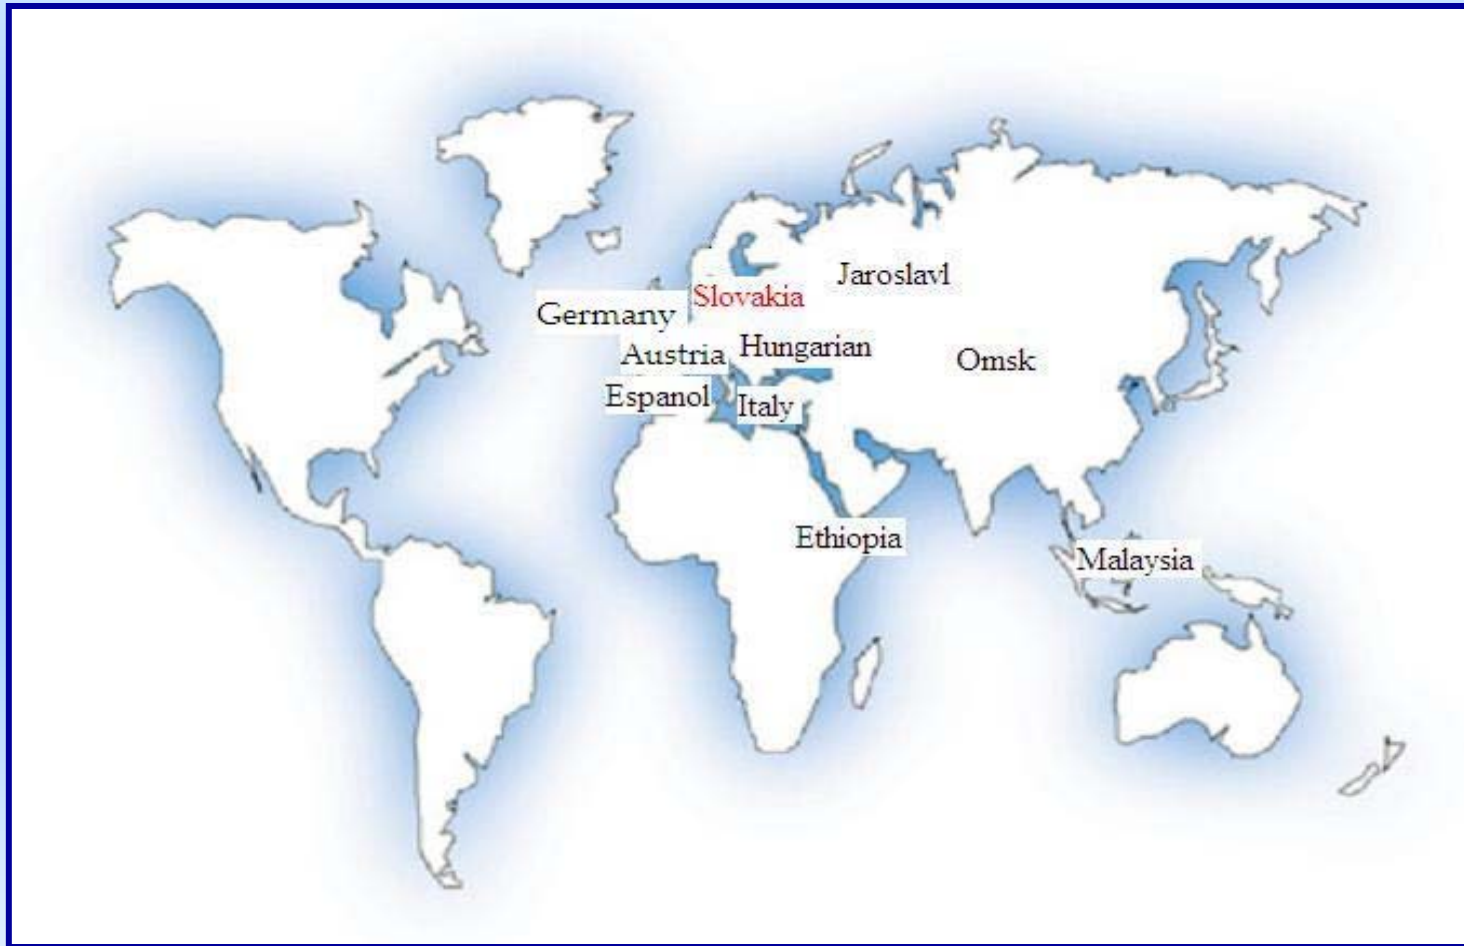 Jaroslavl
Slovakia
Germany
Hungarian
Austria
Omsk
Espanol
Italy
Ethiopia
Malaysia